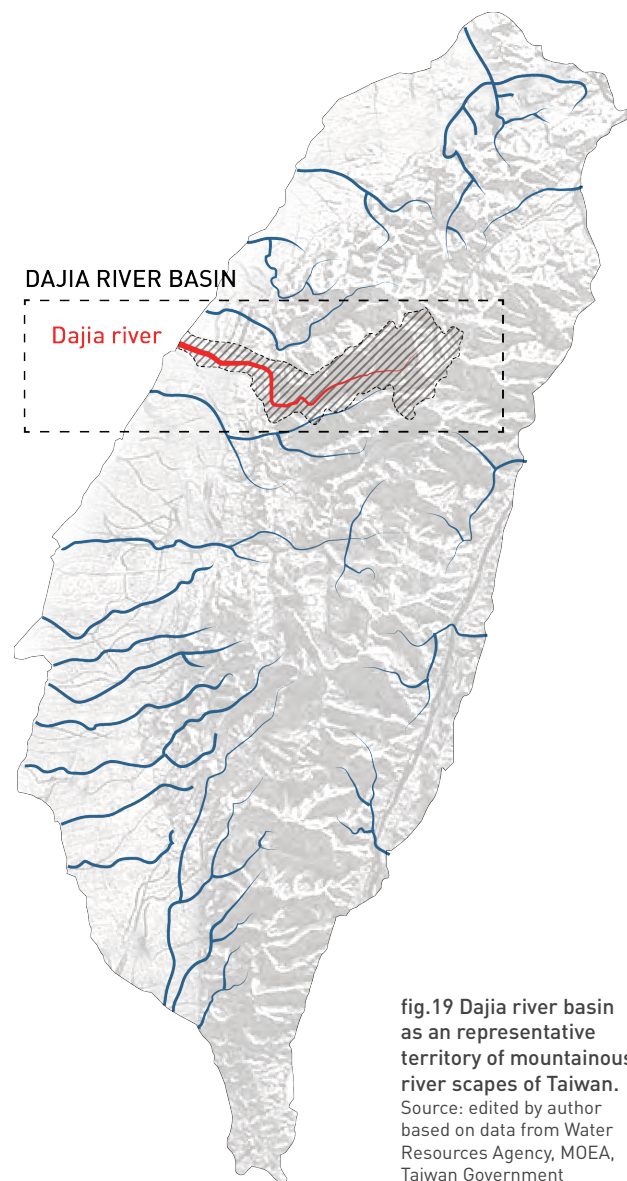 DAJIA RIVER BASIN
Dajia river
fig.19 Dajia river basin
as an representative
territory of mountainous
river scapes of Taiwan.
Source: edited by author
based on data from Water
Resources Agency, MOEA,
Taiwan Government